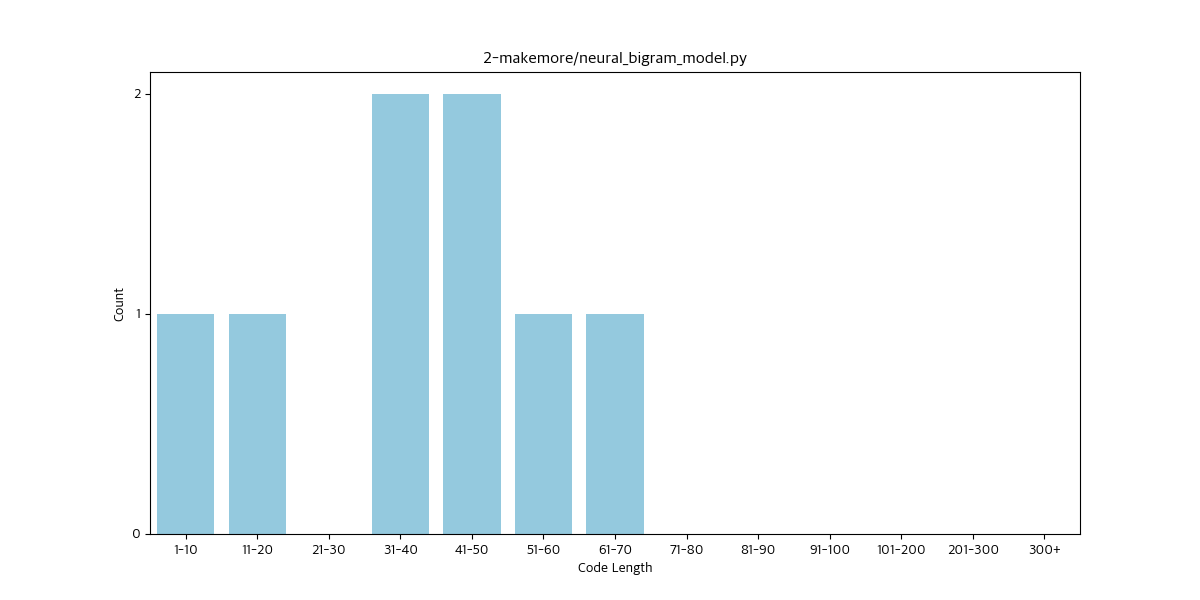 2-makemore/neural_bigram_model.py
2
1
0
Count
1-10 11-20 21-30 31-40 41-50 51-60 61-70 71-80 81-90 91-100 101-200 201-300 300+
Code Length